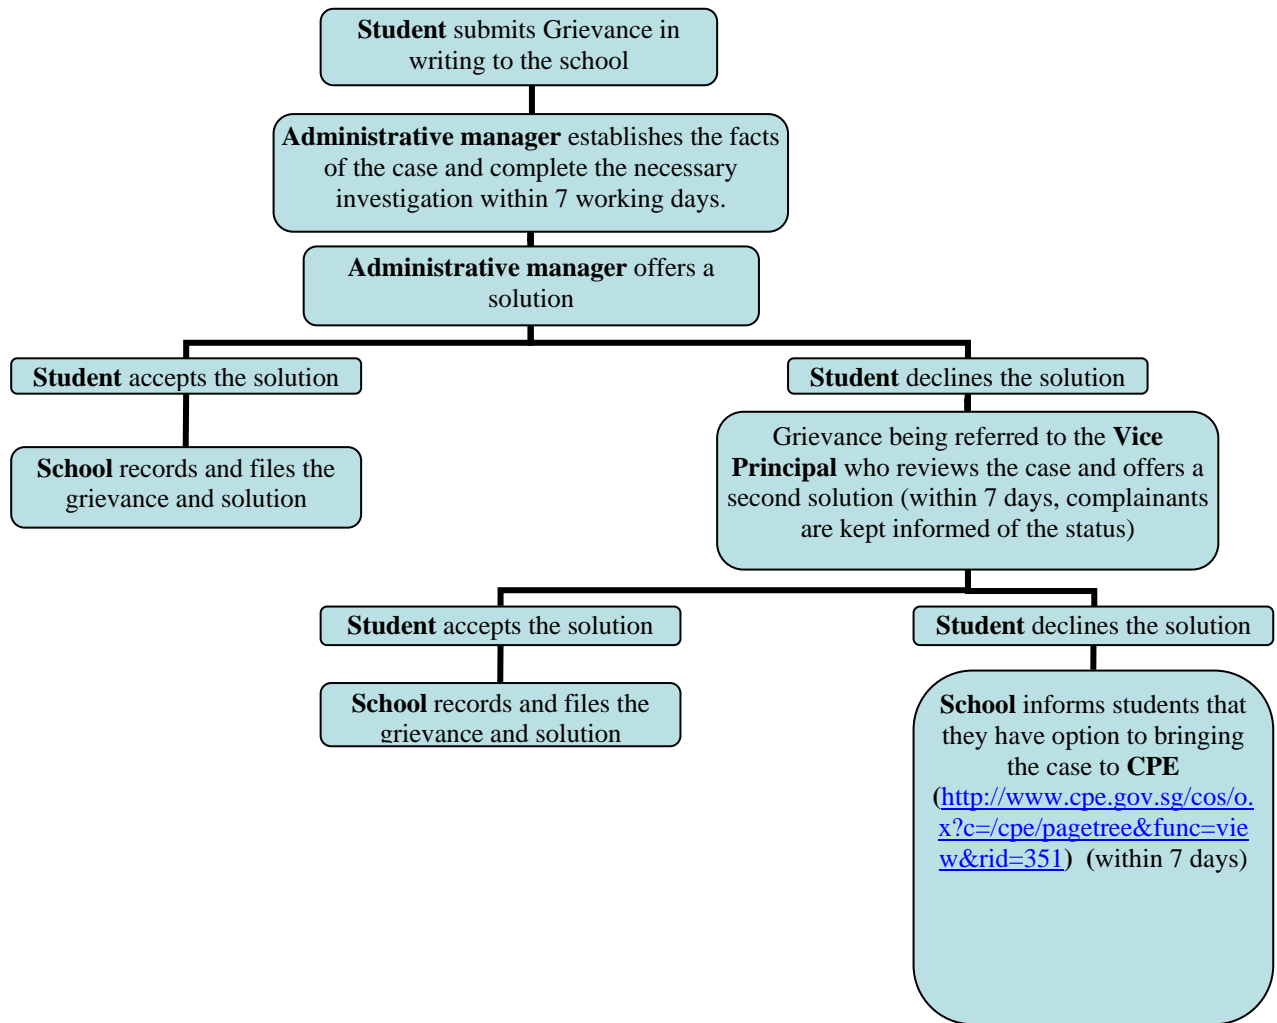 Student submits Grievance in
writing to the school
Administrative manager establishes the facts
of the case and complete the necessary
investigation within 7 working days.
Administrative manager offers a
solution
Student accepts the solution
Student declines the solution
School records and files the
grievance and solution
Grievance being referred to the Vice
Principal who reviews the case and offers a
second solution (within 7 days, complainants
are kept informed of the status)
Student accepts the solution
Student declines the solution
School records and files the
grievance and solution
School informs students that
they have option to bringing
the case to CPE
(http://www.cpe.gov.sg/cos/o.
x?c=/cpe/pagetree&func=vie
w&rid=351) (within 7 days)